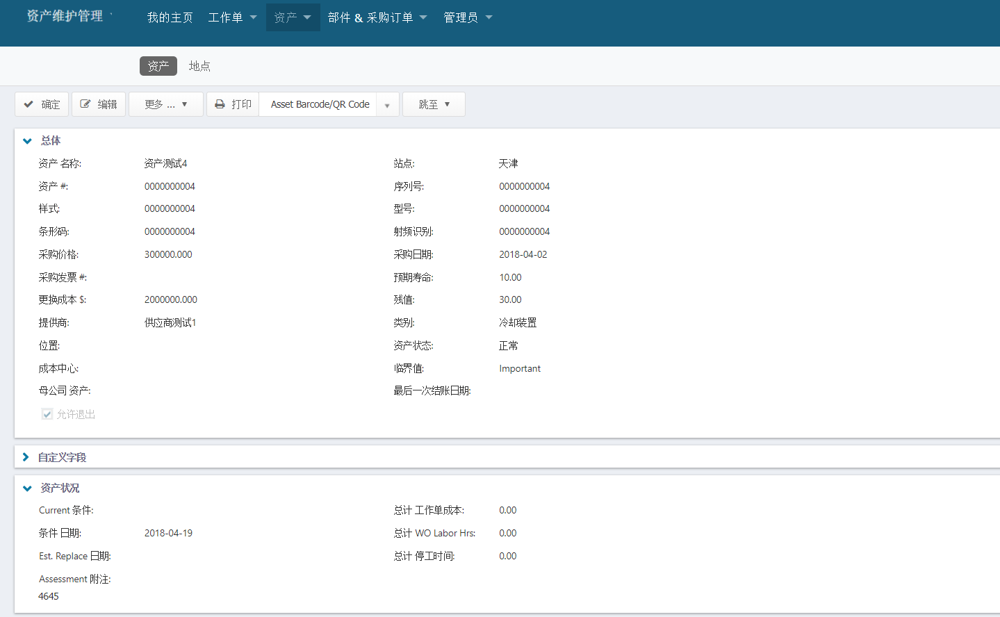 资产维护管理 我的主页 工作单 资产 部件 & 采购订单 管理员
资产 地点
确定 编辑 更多 ... 打印 Asset Barcode/QR Code 跳至
总体
资产 名称: 资产测试4 站点: 天津
资产 #: 0000000004 序列号: 0000000004
样式: 0000000004 型号: 0000000004
条形码: 0000000004 射频识别: 0000000004
采购价格: 300000.000 采购日期: 2018-04-02
采购发票 #: 预期寿命: 10.00
更换成本 $: 2000000.000 残值: 30.00
提供商: 供应商测试1 类别: 冷却装置
位置: 资产状态: 正常
成本中心: 临界值: Important
母公司 资产: 最后一次结账日期:
允许退出
自定义字段
资产状况
Current 条件: 总计 工作单成本: 0.00
条件 日期: 2018-04-19 总计 WO Labor Hrs: 0.00
Est. Replace 日期: 总计 停工时间: 0.00
Assessment 附注:
4645